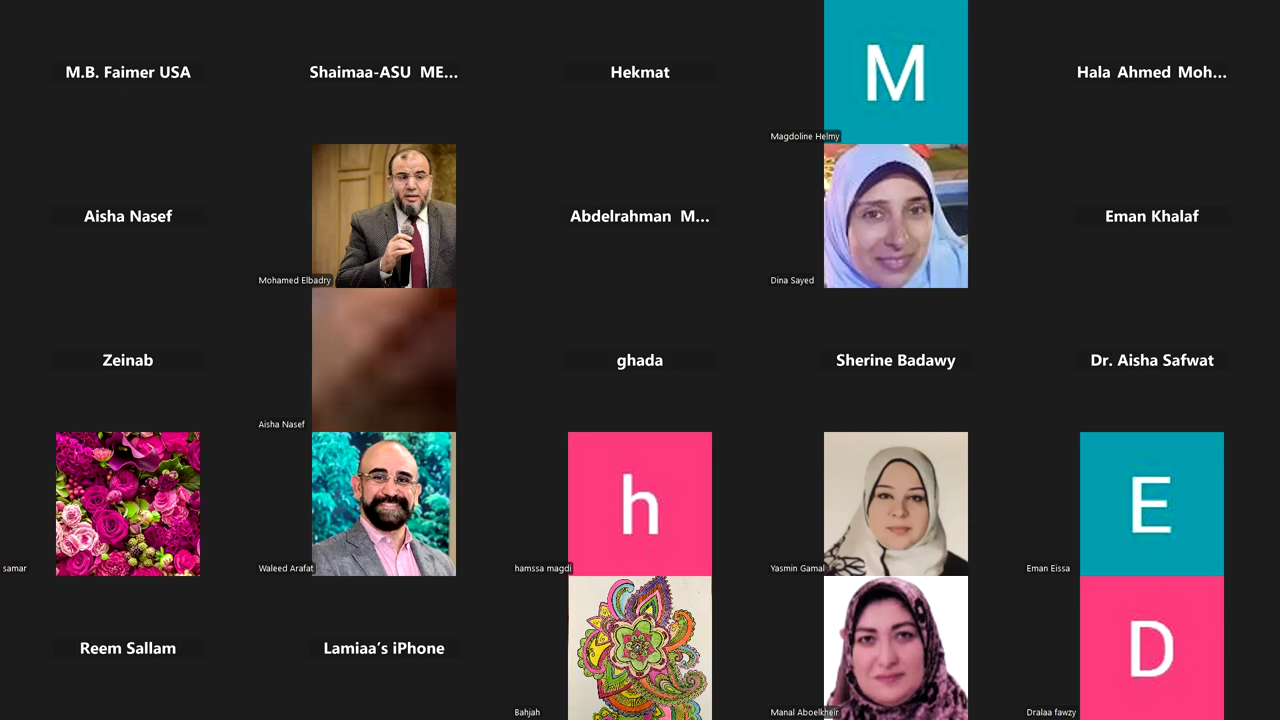 M.B. Faimer USA
Shaimaa-ASU ME...
Hekmat
M
Magdoline Helmy
Hala Ahmed Moh...
Aisha Nasef
Mohamed Elbadry
Abdelrahman M...
Dina Sayed
Eman Khalaf
Zeinab
Aisha Nasef
ghada
Sherine Badawy
Dr. Aisha Safwat
samar
Waleed Arafat
h
hamssa magdi
Yasmin Gamal
E
Eman Eissa
Reem Sallam
Lamiaa’s iPhone
Bahjah
Manal Aboelkheir
D
Dralaa fawzy